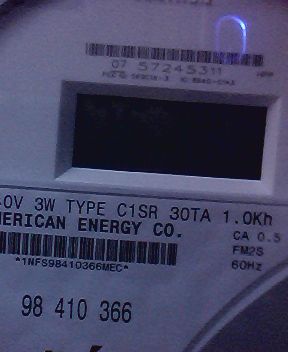 07 57245311
40V 3W TYPE C1SR 30TA 1.0Kh
MERICAN ENERGY CO. CA 0.5
FM2S
*1NFS98410366MEC* 60Hz
98 410 366